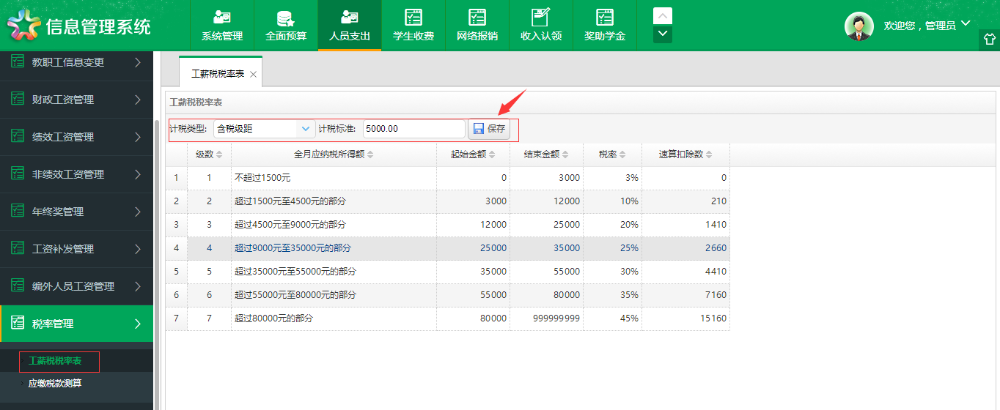 信息管理系统
系统管理
全面预算
人员支出
学生收费
网络报销
收入认领
奖助学金
欢迎您，管理员
教职工信息变更
财政工资管理
绩效工资管理
非绩效工资管理
年终奖管理
工资补发管理
编外人员工资管理
税率管理
工薪税税率表
应缴税款测算
工薪税税率表
工薪税税率表
计税类型: 含税级距 计税标准: 5000.00 保存
级数 全月应纳税所得额 起始金额 结束金额 税率 速算扣除数
1 1 不超过1500元 0 3000 3% 0
2 2 超过1500元至4500元的部分 3000 12000 10% 210
3 3 超过4500元至9000元的部分 12000 25000 20% 1410
4 4 超过9000元至35000元的部分 25000 35000 25% 2660
5 5 超过35000元至55000元的部分 35000 55000 30% 4410
6 6 超过55000元至80000元的部分 55000 80000 35% 7160
7 7 超过80000元的部分 80000 999999999 45% 15160